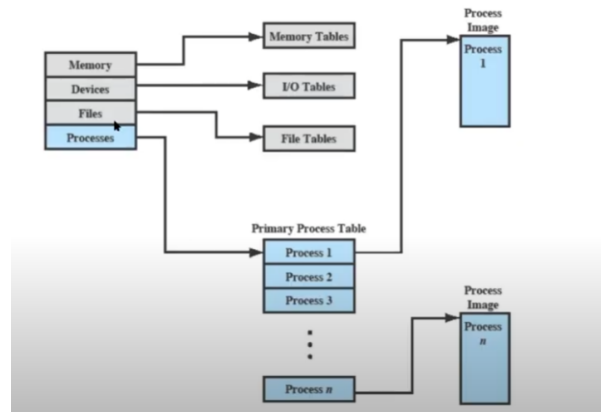 Memory
Devices
Files
Processes
Memory Tables
I/O Tables
File Tables
Process
Image
Process
1
Primary Process Table
Process 1
Process 2
Process 3
Process n
Process
Image
Process
n